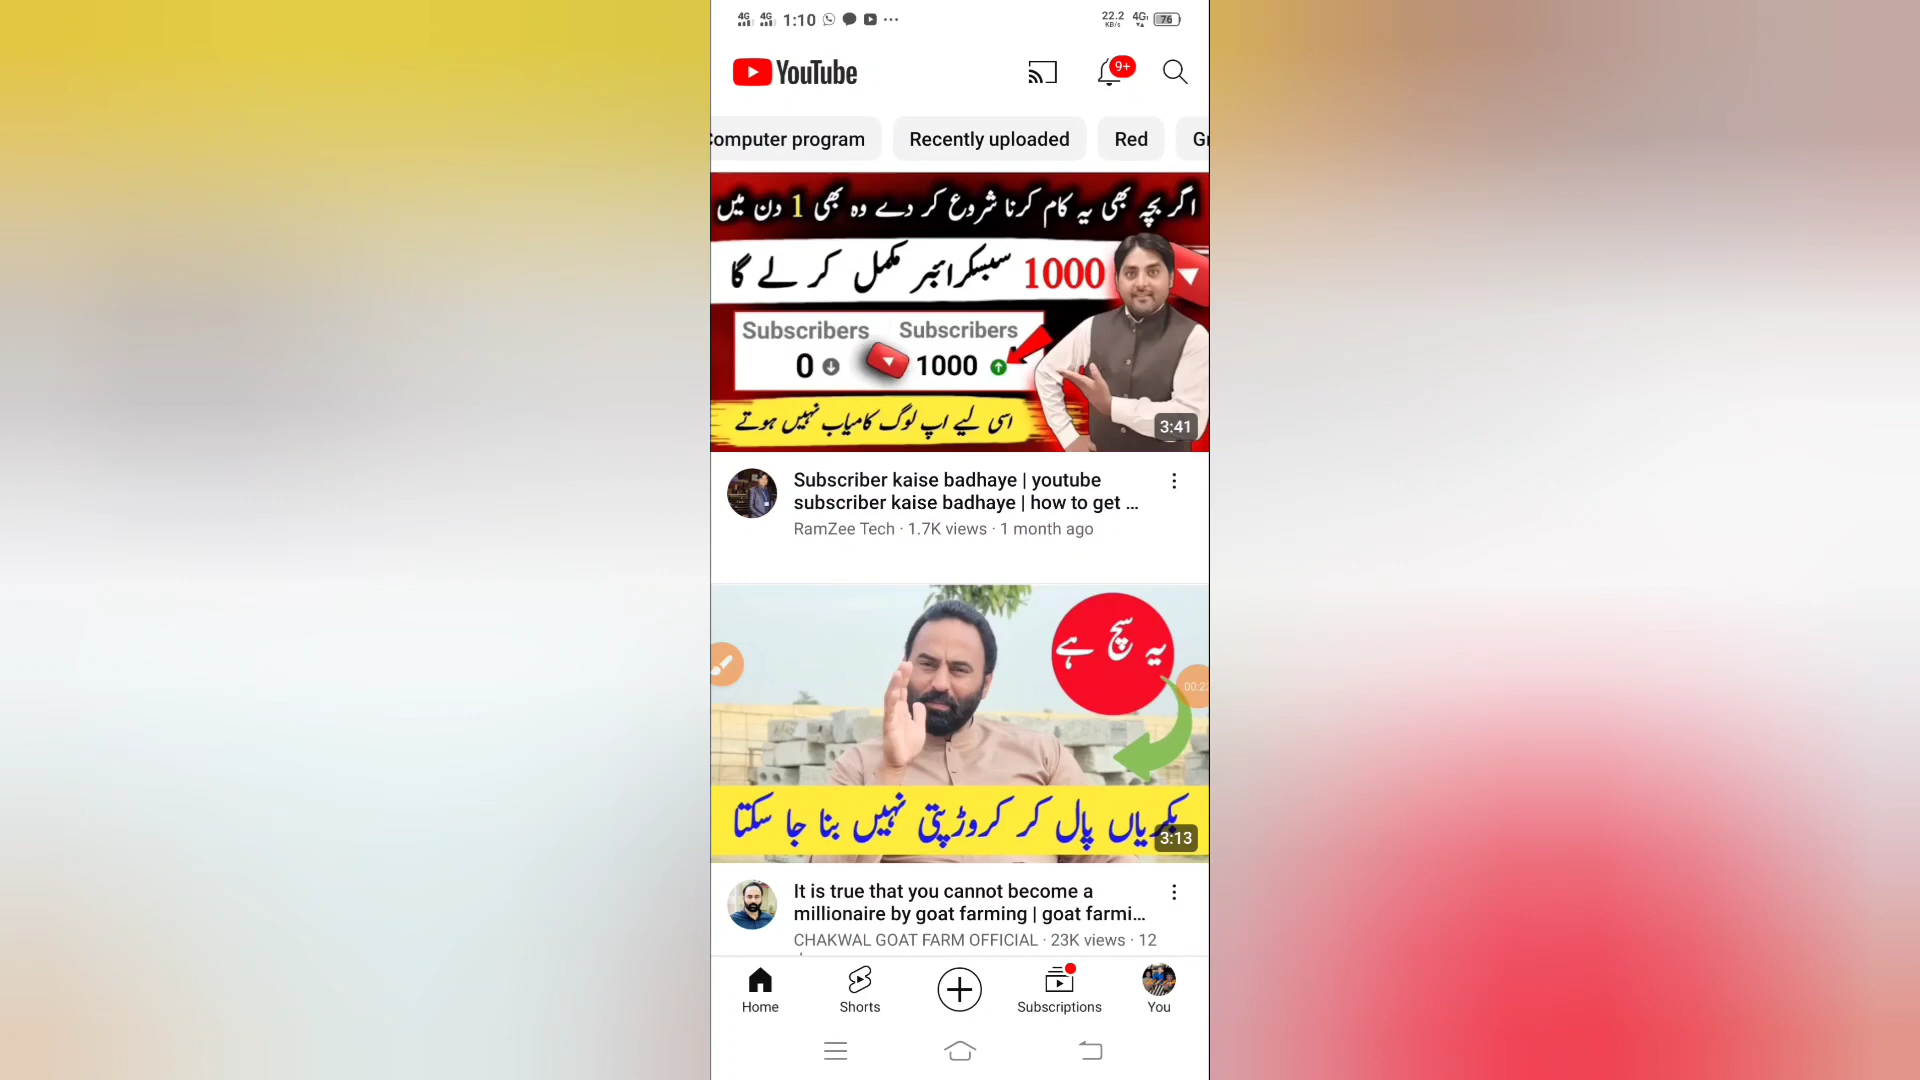 4G 4G 1:10 22.2 KB/s 4G 76
YouTube 9+
Computer program Recently uploaded Red
اگر بچہ بھی یہ کام کرنا شروع کر دے وہ بھی 1 دن میں
1000 سبسکرائبر مکمل کر لے گا
Subscribers Subscribers
0 1000
اسی لیے اپ لوگ کامیاب نہیں ہوتے
3:41
Subscriber kaise badhaye | youtube
subscriber kaise badhaye | how to get ...
RamZee Tech · 1.7K views · 1 month ago
یہ سچ ہے
بکریاں پال کر کروڑپتی نہیں بنا جا سکتا
3:13
It is true that you cannot become a
millionaire by goat farming | goat farmi...
CHAKWAL GOAT FARM OFFICIAL · 23K views · 12
Home Shorts Subscriptions You